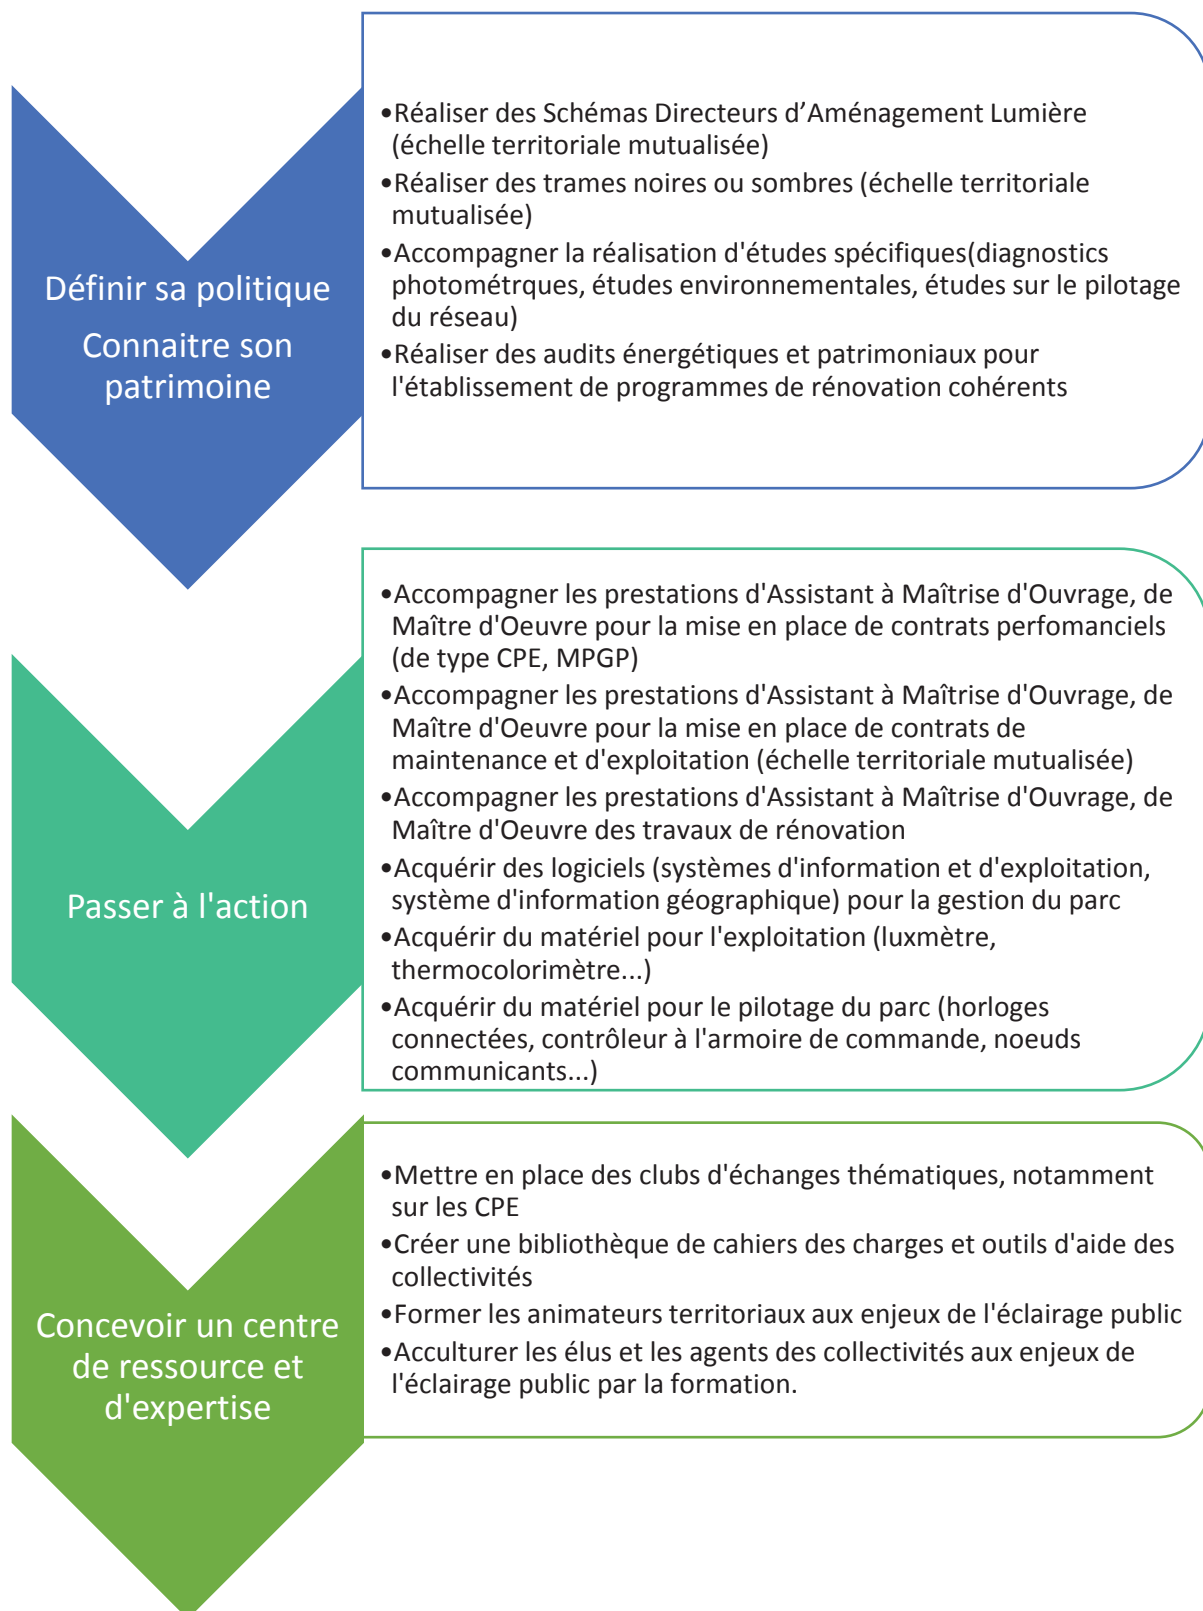 Définir sa politique
Connaitre son
patrimoine
•Réaliser des Schémas Directeurs d’Aménagement Lumière
(échelle territoriale mutualisée)
•Réaliser des trames noires ou sombres (échelle territoriale
mutualisée)
•Accompagner la réalisation d'études spécifiques(diagnostics
photométrques, études environnementales, études sur le pilotage
du réseau)
•Réaliser des audits énergétiques et patrimoniaux pour
l'établissement de programmes de rénovation cohérents
Passer à l'action
•Accompagner les prestations d'Assistant à Maîtrise d'Ouvrage, de
Maître d'Oeuvre pour la mise en place de contrats perfomanciels
(de type CPE, MPGP)
•Accompagner les prestations d'Assistant à Maîtrise d'Ouvrage, de
Maître d'Oeuvre pour la mise en place de contrats de
maintenance et d'exploitation (échelle territoriale mutualisée)
•Accompagner les prestations d'Assistant à Maîtrise d'Ouvrage, de
Maître d'Oeuvre des travaux de rénovation
•Acquérir des logiciels (systèmes d'information et d'exploitation,
système d'information géographique) pour la gestion du parc
•Acquérir du matériel pour l'exploitation (luxmètre,
thermocolorimètre...)
•Acquérir du matériel pour le pilotage du parc (horloges
connectées, contrôleur à l'armoire de commande, noeuds
communicants...)
Concevoir un centre
de ressource et
d'expertise
•Mettre en place des clubs d'échanges thématiques, notamment
sur les CPE
•Créer une bibliothèque de cahiers des charges et outils d'aide des
collectivités
•Former les animateurs territoriaux aux enjeux de l'éclairage public
•Acculturer les élus et les agents des collectivités aux enjeux de
l'éclairage public par la formation.